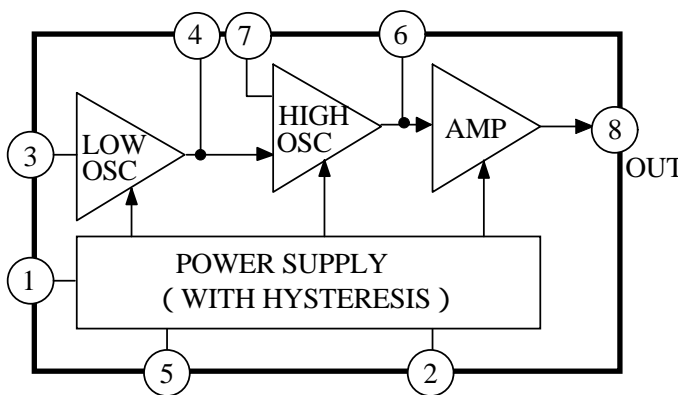 4
7
6
3
LOW
OSC
HIGH
OSC
AMP
8
OUT
1
POWER SUPPLY
( WITH HYSTERESIS )
5
2